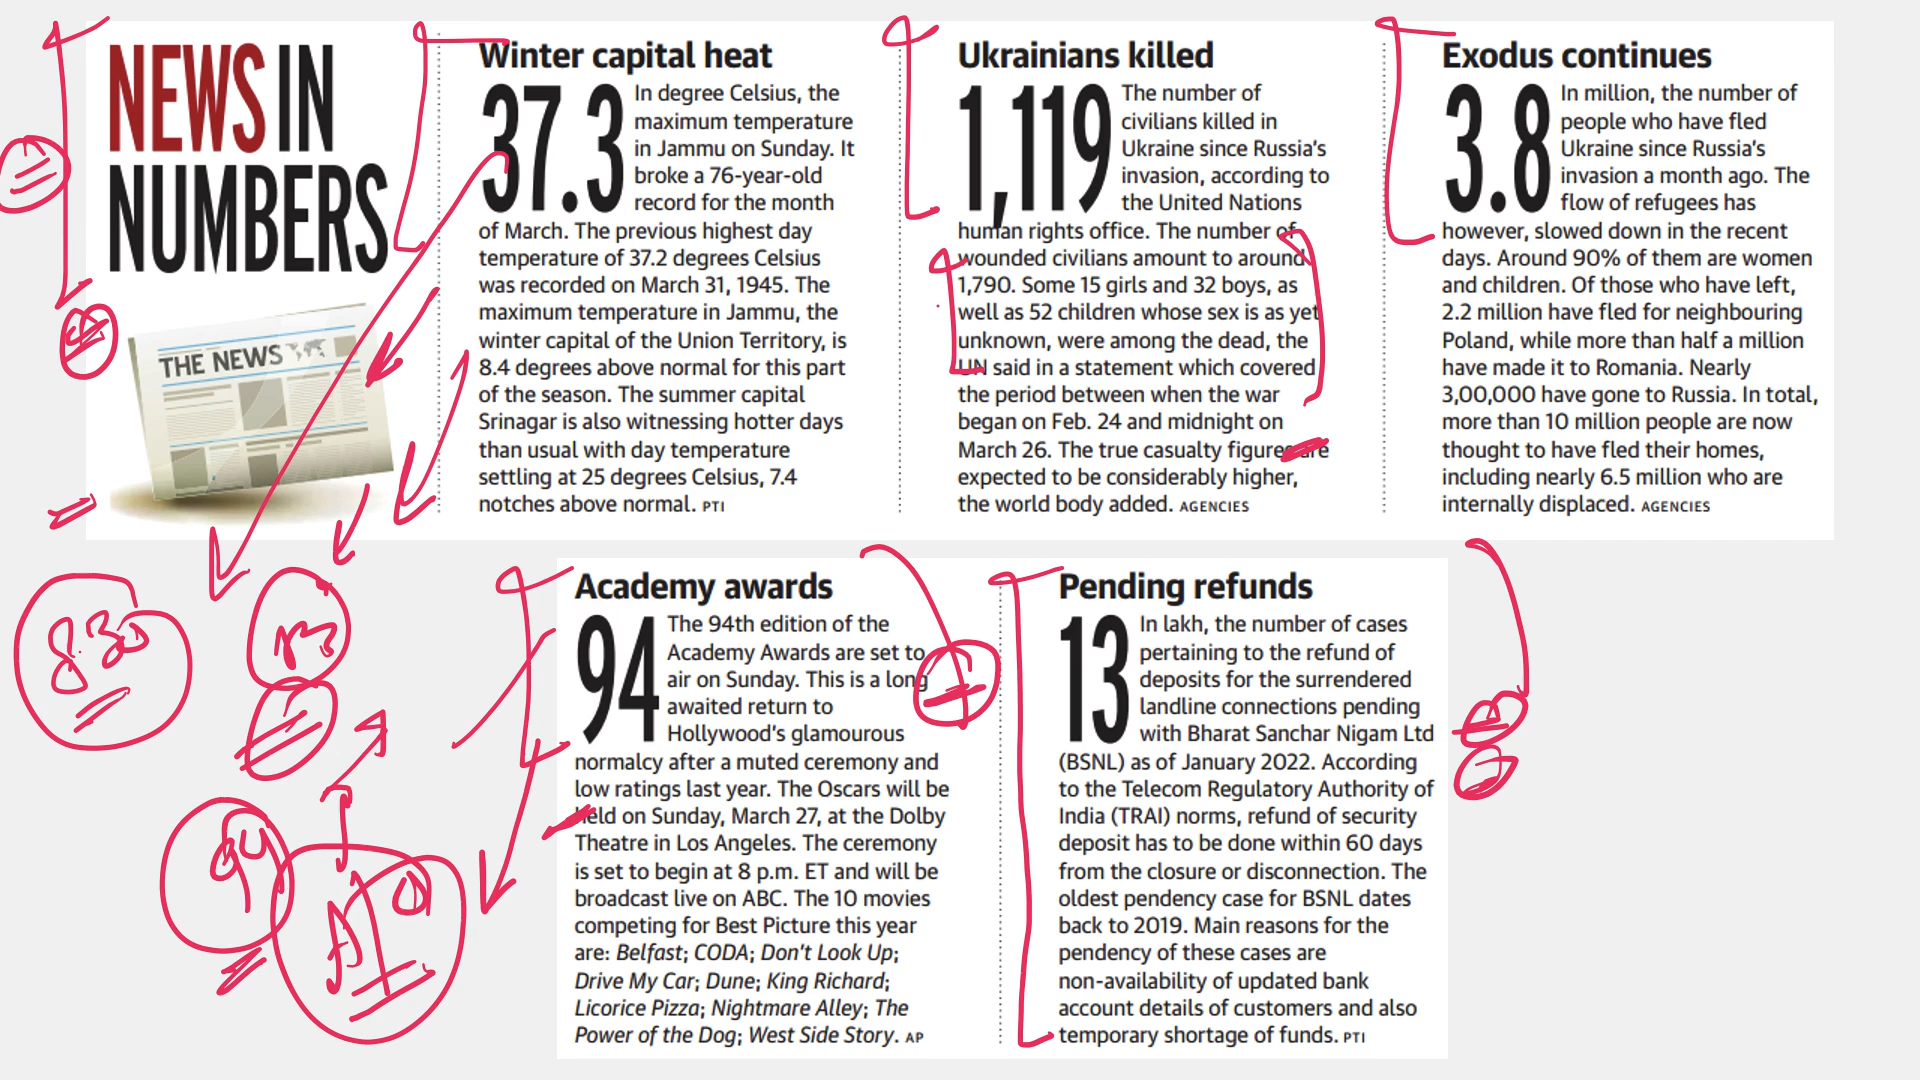 NEWS IN
NUMBERS
THE NEWS
Winter capital heat
37.3
In degree Celsius, the
maximum temperature
in Jammu on Sunday. It
broke a 76-year-old
record for the month
of March. The previous highest day
temperature of 37.2 degrees Celsius
was recorded on March 31, 1945. The
maximum temperature in Jammu, the
winter capital of the Union Territory, is
8.4 degrees above normal for this part
of the season. The summer capital
Srinagar is also witnessing hotter days
than usual with day temperature
settling at 25 degrees Celsius, 7.4
notches above normal. PTI
Ukrainians killed
1,119
The number of
civilians killed in
Ukraine since Russia's
invasion, according to
the United Nations
human rights office. The number of
wounded civilians amount to around
1,790. Some 15 girls and 32 boys, as
well as 52 children whose sex is as yet
unknown, were among the dead, the
UN said in a statement which covered
the period between when the war
began on Feb. 24 and midnight on
March 26. The true casualty figures are
expected to be considerably higher,
the world body added. AGENCIES
Exodus continues
3.8
In million, the number of
people who have fled
Ukraine since Russia's
invasion a month ago. The
flow of refugees has
however, slowed down in the recent
days. Around 90% of them are women
and children. Of those who have left,
2.2 million have fled for neighbouring
Poland, while more than half a million
have made it to Romania. Nearly
3,00,000 have gone to Russia. In total,
more than 10 million people are now
thought to have fled their homes,
including nearly 6.5 million who are
internally displaced. AGENCIES
Academy awards
94
The 94th edition of the
Academy Awards are set to
air on Sunday. This is a long
awaited return to
Hollywood's glamourous
normalcy after a muted ceremony and
low ratings last year. The Oscars will be
held on Sunday, March 27, at the Dolby
Theatre in Los Angeles. The ceremony
is set to begin at 8 p.m. ET and will be
broadcast live on ABC. The 10 movies
competing for Best Picture this year
are: Belfast; CODA; Don't Look Up;
Drive My Car; Dune; King Richard;
Licorice Pizza; Nightmare Alley; The
Power of the Dog; West Side Story. AP
Pending refunds
13
In lakh, the number of cases
pertaining to the refund of
deposits for the surrendered
landline connections pending
with Bharat Sanchar Nigam Ltd
(BSNL) as of January 2022. According
to the Telecom Regulatory Authority of
India (TRAI) norms, refund of security
deposit has to be done within 60 days
from the closure or disconnection. The
oldest pendency case for BSNL dates
back to 2019. Main reasons for the
pendency of these cases are
non-availability of updated bank
account details of customers and also
temporary shortage of funds. PTI
94